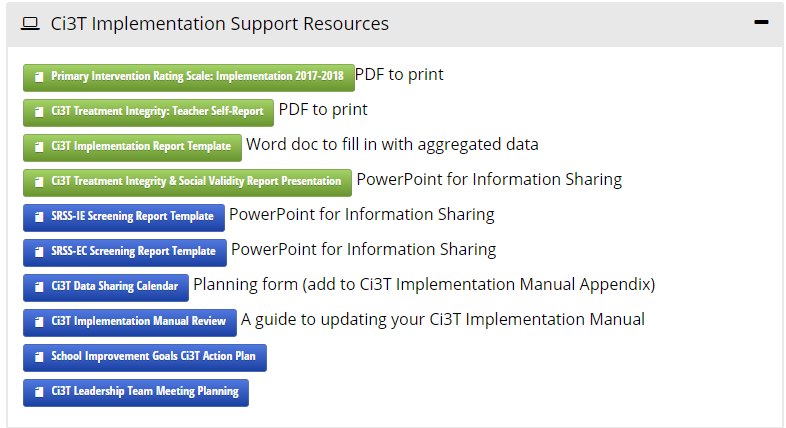 Ci3T Implementation Support Resources
Primary Intervention Rating Scale: Implementation 2017-2018 PDF to print
Ci3T Treatment Integrity: Teacher Self-Report PDF to print
Ci3T Implementation Report Template Word doc to fill in with aggregated data
Ci3T Treatment Integrity & Social Validity Report Presentation PowerPoint for Information Sharing
SRSS-IE Screening Report Template PowerPoint for Information Sharing
SRSS-EC Screening Report Template PowerPoint for Information Sharing
Ci3T Data Sharing Calendar Planning form (add to Ci3T Implementation Manual Appendix)
Ci3T Implementation Manual Review A guide to updating your Ci3T Implementation Manual
School Improvement Goals Ci3T Action Plan
Ci3T Leadership Team Meeting Planning